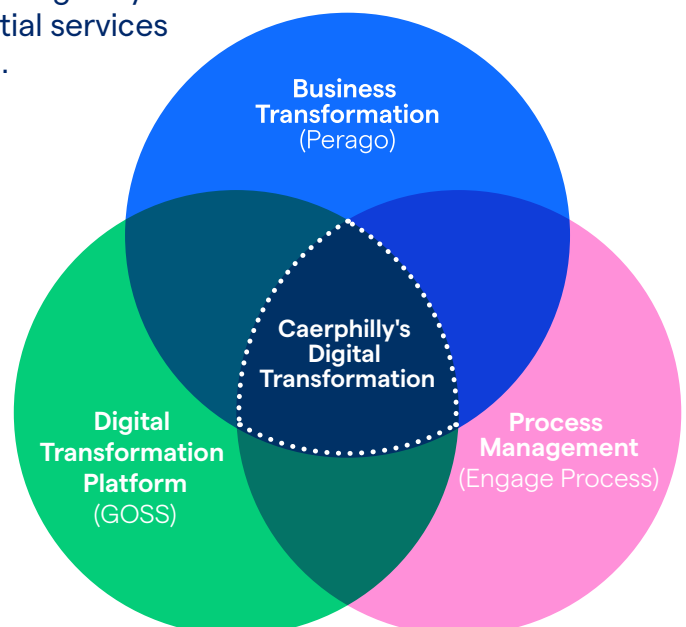 tial services
.
Business
Transformation
(Perago)
Caerphilly's
Digital
Transformation
Digital
Transformation
Platform
(GOSS)
Process
Management
(Engage Process)